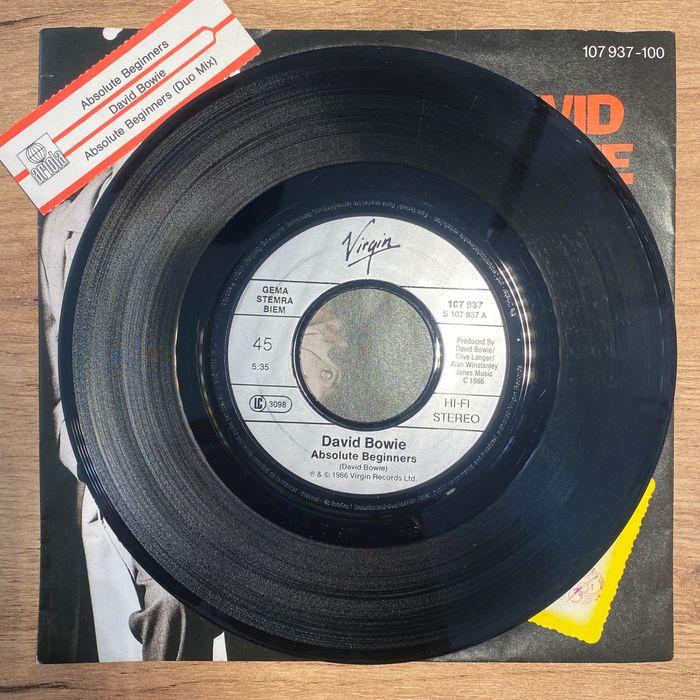 Absolute Beginners
David Bowie
Absolute Beginners (Duo Mix)
ariola
107 937-100
VID
IE
Virgin
GEMA
STEMRA
BIEM
107 937
S 107 937 A
45
5:35
Produced By
David Bowie/
Clive Langer/
Alan Winstanley
Jones Music
C 1986
LC 3098
HI-FI
STEREO
David Bowie
Absolute Beginners
(David Bowie)
℗ & © 1986 Virgin Records Ltd.